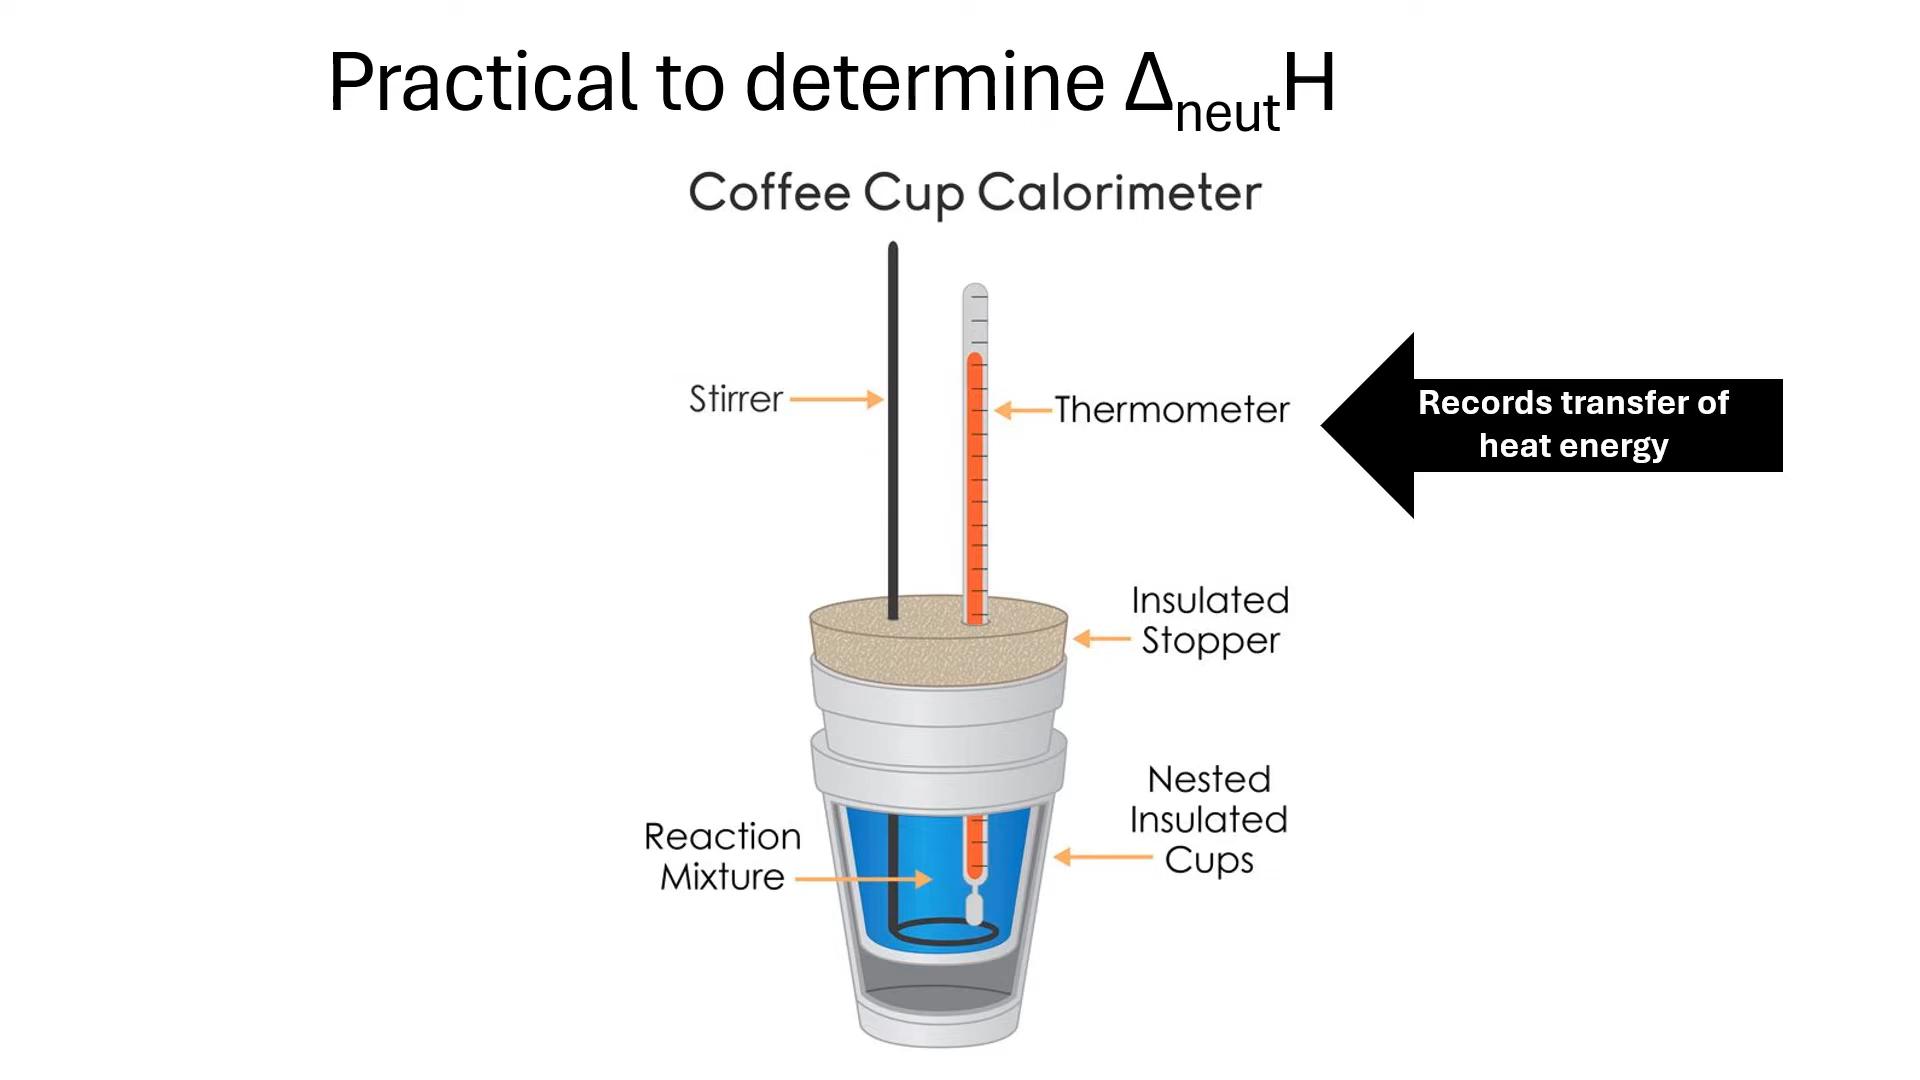 Practical to determine ΔneutH
Coffee Cup Calorimeter
Stirrer
Thermometer
Records transfer of
heat energy
Insulated
Stopper
Nested
Insulated
Cups
Reaction
Mixture